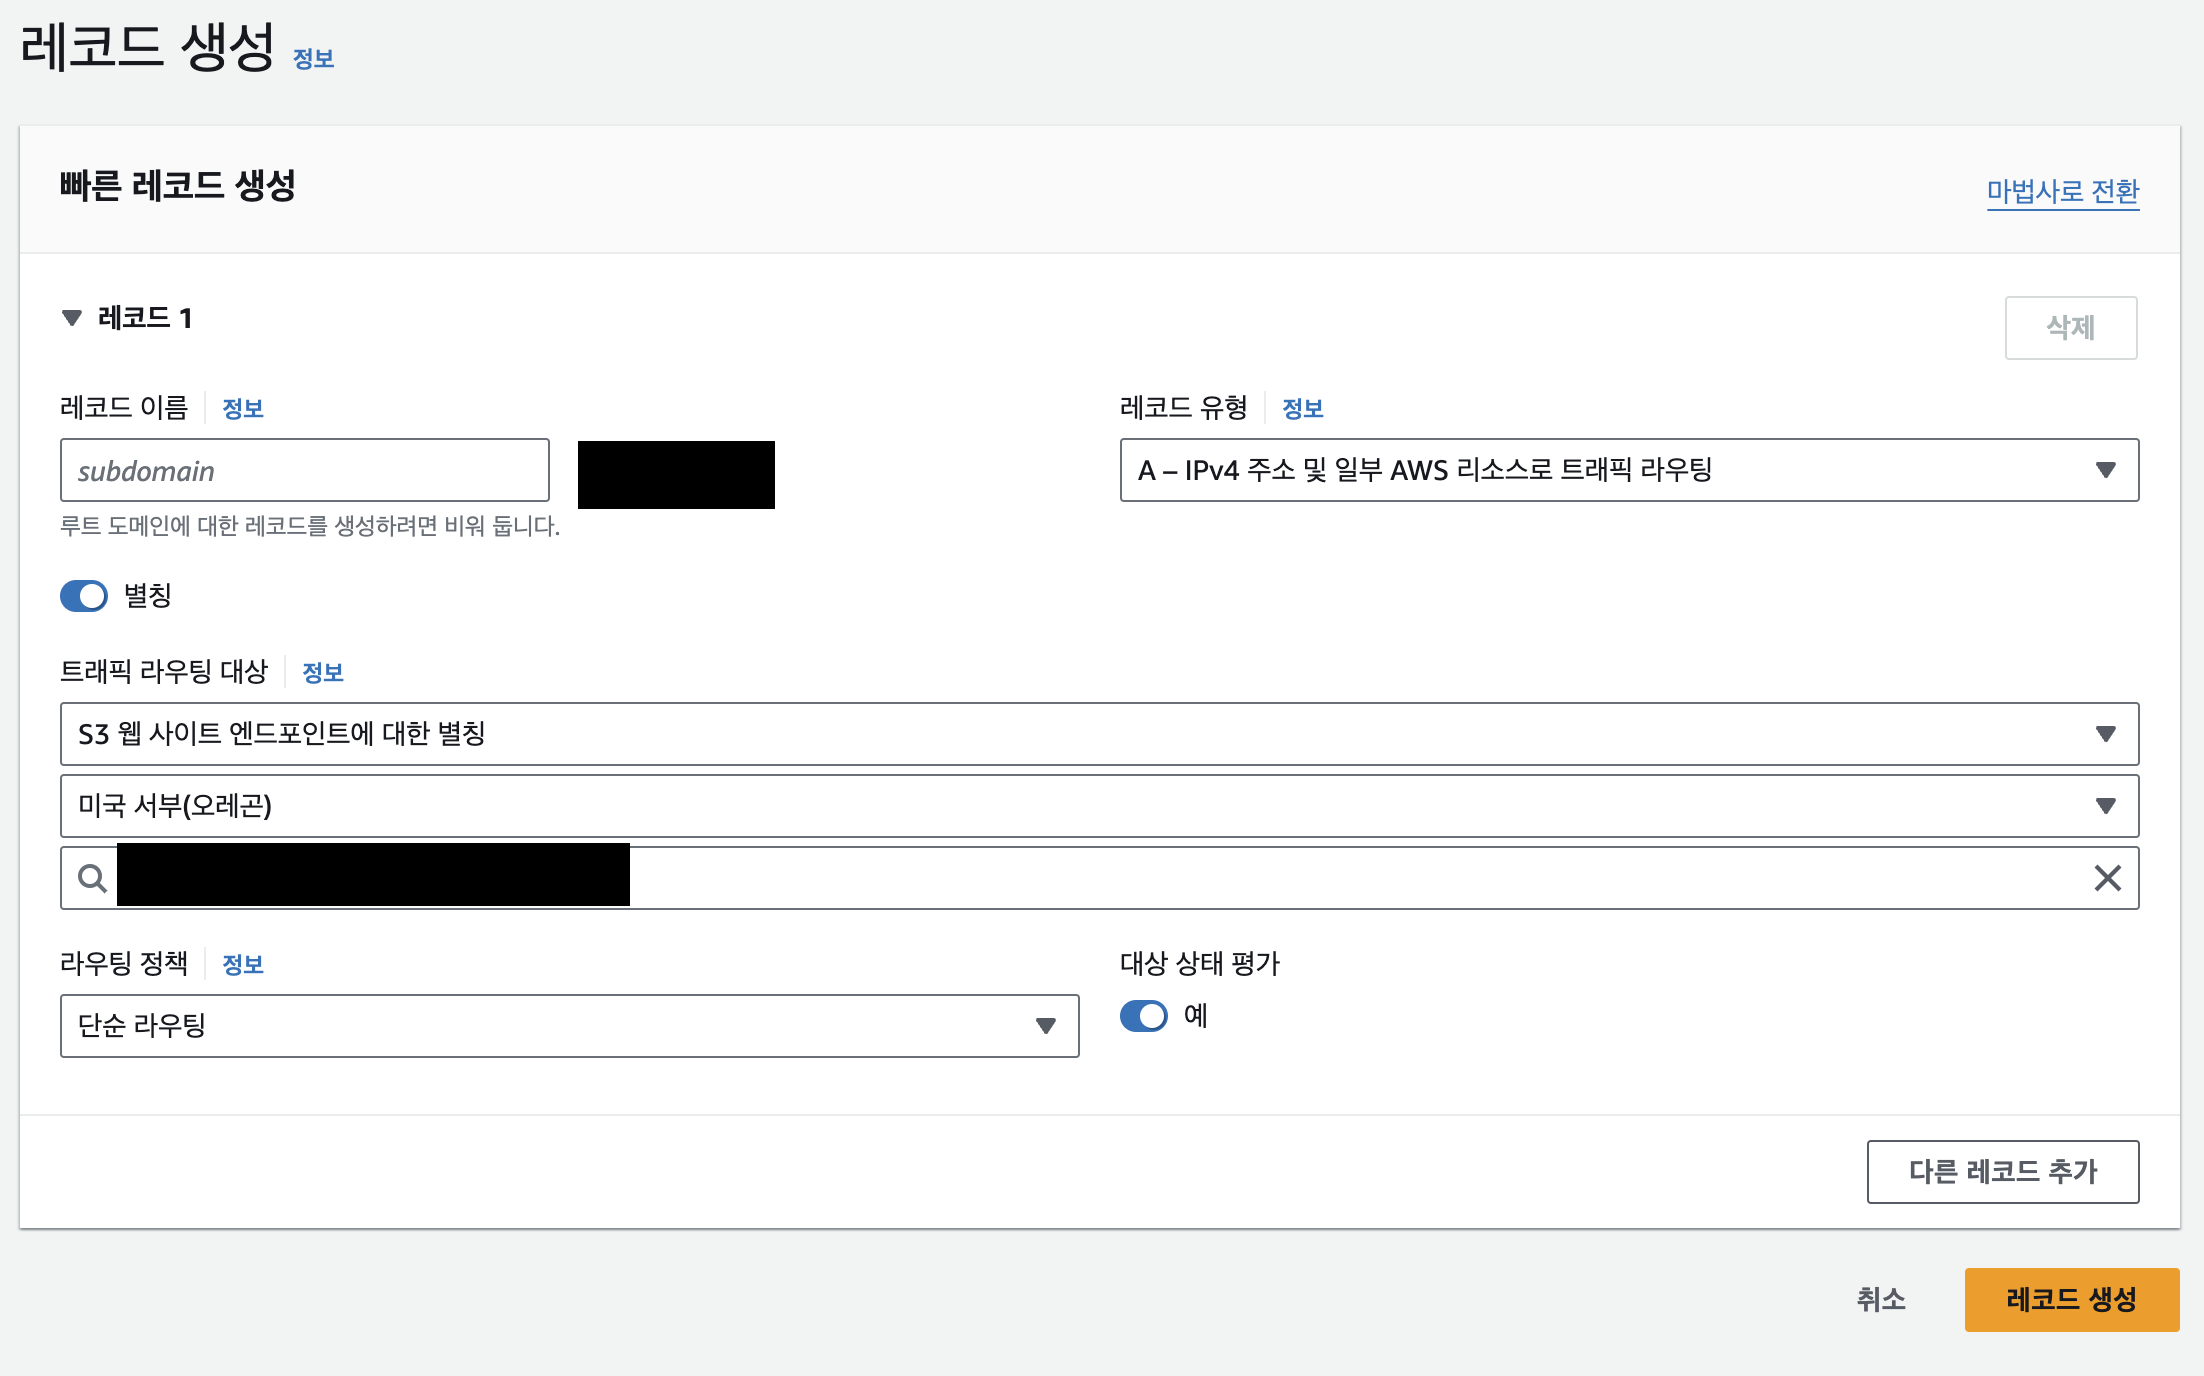 레코드 생성 정보
빠른 레코드 생성
마법사로 전환
레코드 1
삭제
레코드 이름 정보
레코드 유형 정보
subdomain
A – IPv4 주소 및 일부 AWS 리소스로 트래픽 라우팅
루트 도메인에 대한 레코드를 생성하려면 비워 둡니다.
별칭
트래픽 라우팅 대상 정보
S3 웹 사이트 엔드포인트에 대한 별칭
미국 서부(오레곤)
라우팅 정책 정보
대상 상태 평가
단순 라우팅
예
다른 레코드 추가
취소
레코드 생성